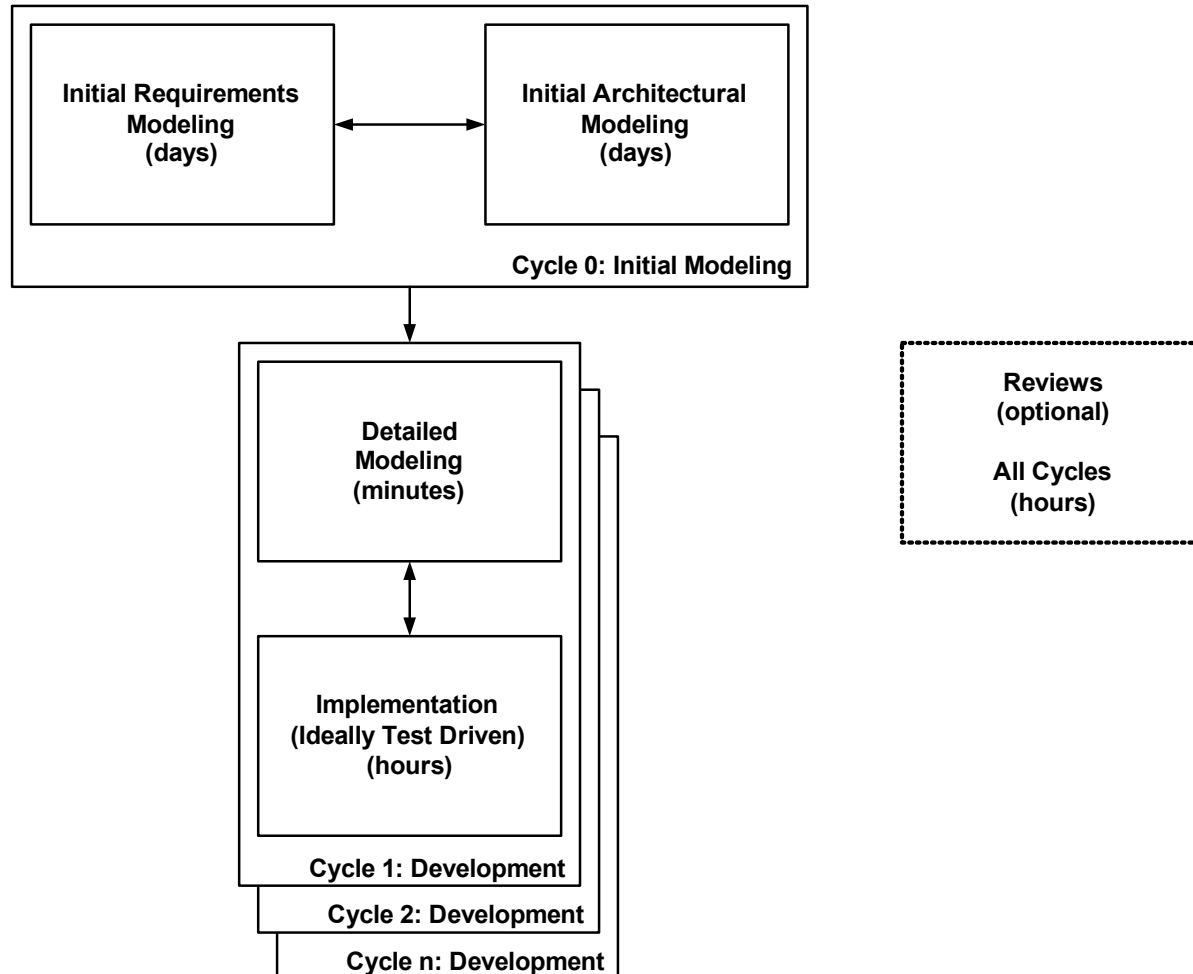 Initial Requirements
Modeling
(days)
Initial Architectural
Modeling
(days)
Cycle 0: Initial Modeling
Detailed
Modeling
(minutes)
Reviews
(optional)
All Cycles
(hours)
Implementation
(Ideally Test Driven)
(hours)
Cycle 1: Development
Cycle 2: Development
Cycle n: Development